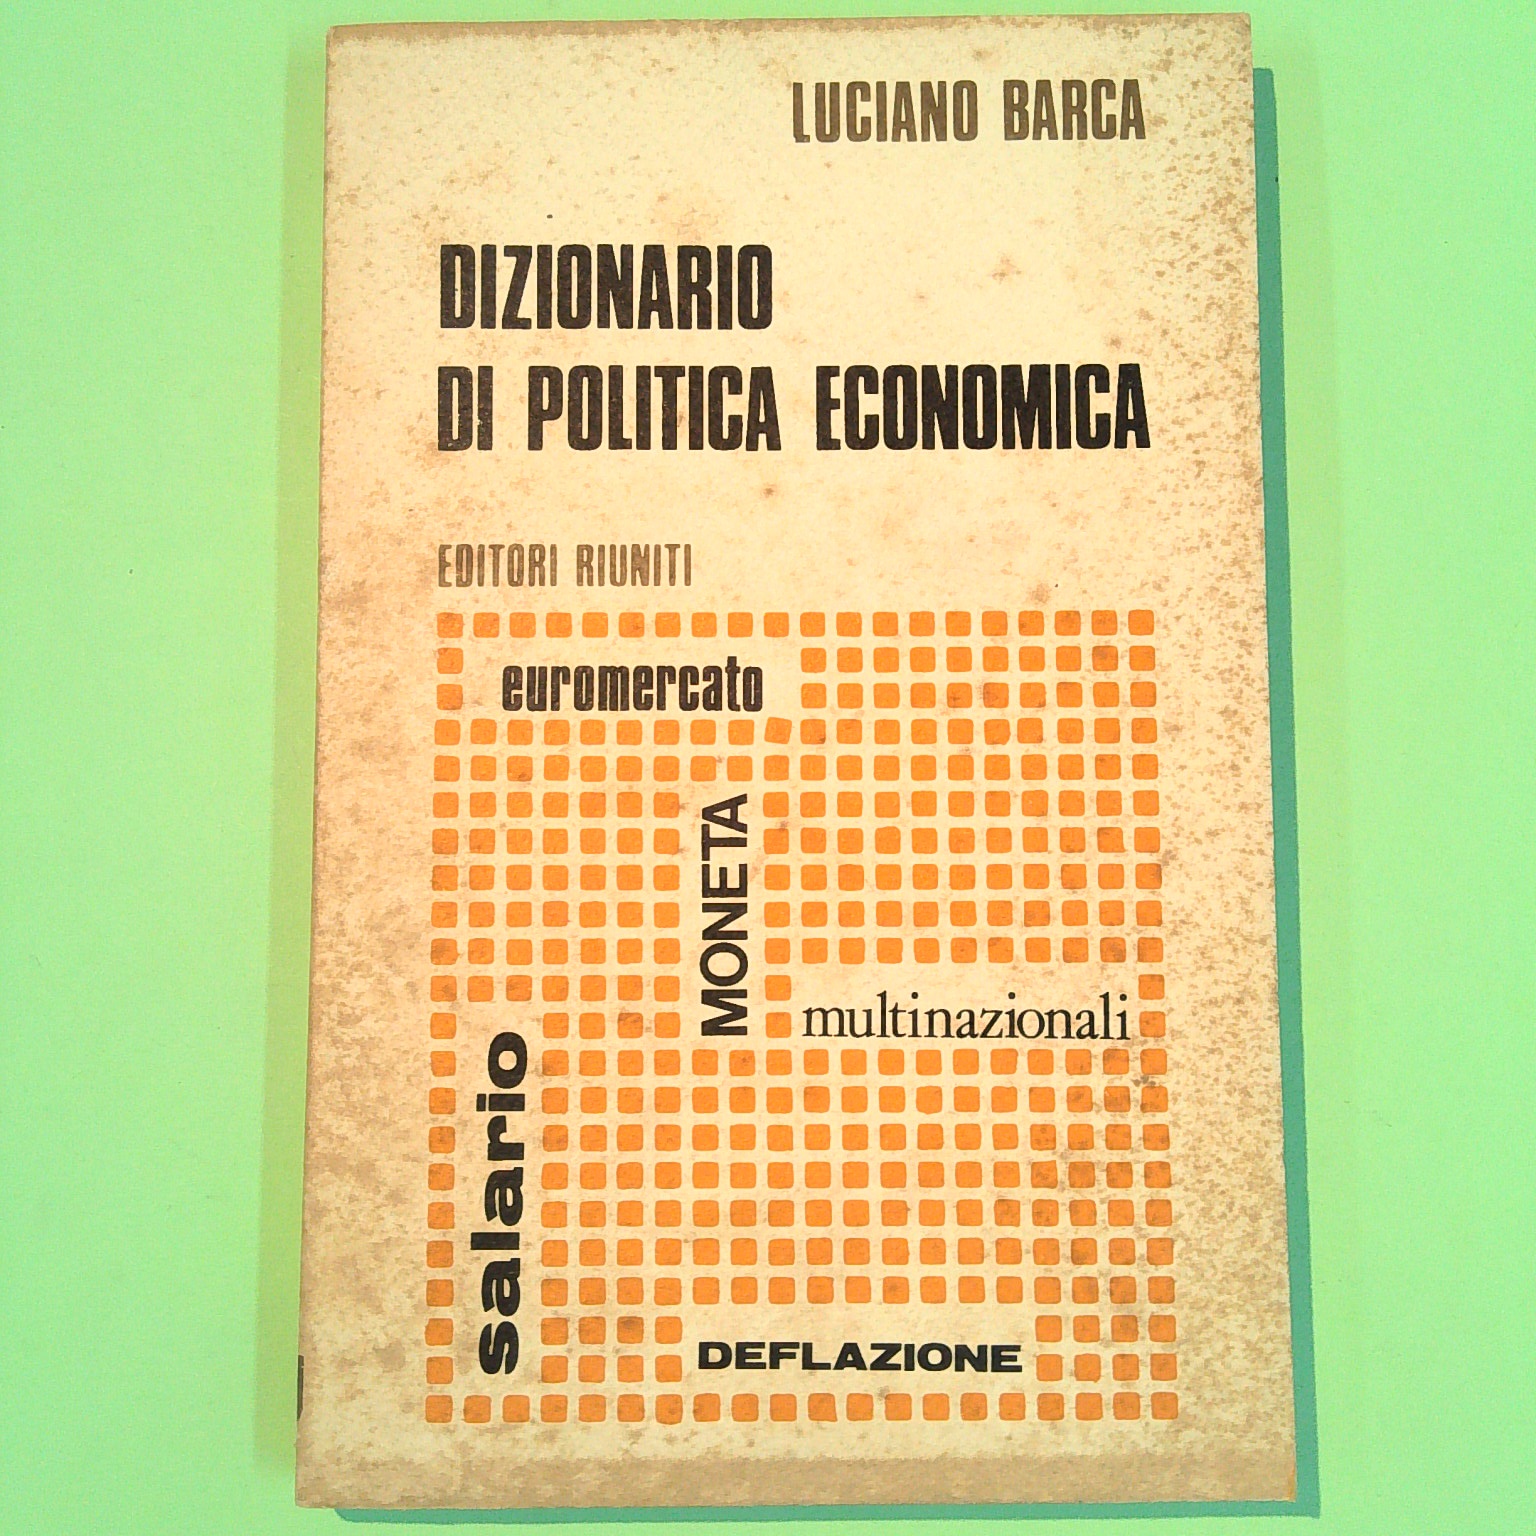 LUCIANO BARCA
DIZIONARIO
DI POLITICA ECONOMICA
EDITORI RIUNITI
euromercato
MONETA
multinazionali
salario
DEFLAZIONE